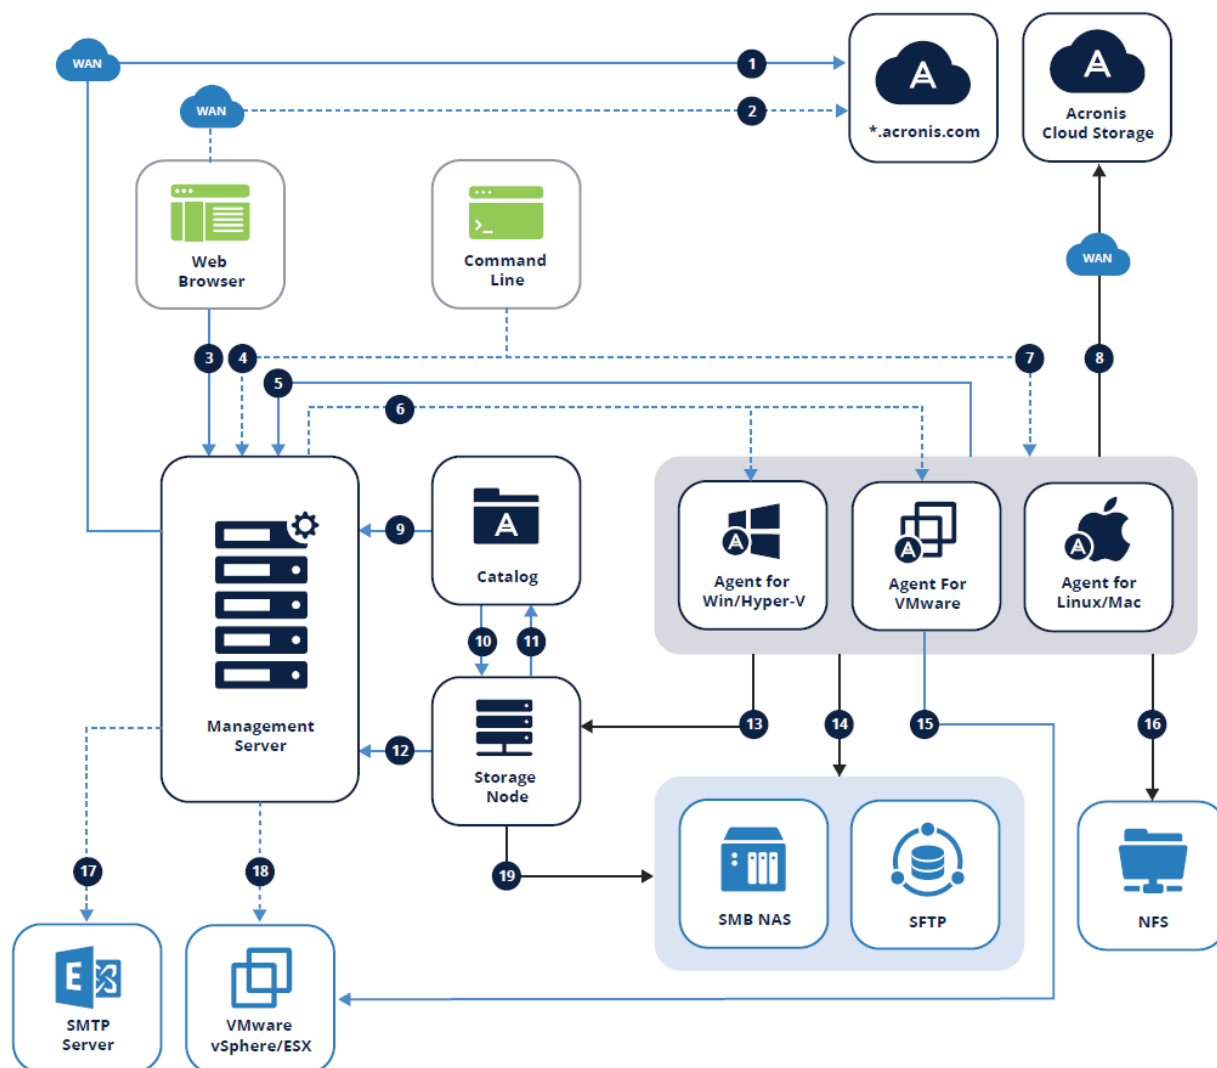 WAN
1
*.acronis.com
Acronis
Cloud Storage
WAN
2
Web
Browser
>_
Command
Line
WAN
3
4
7
8
5
6
9
Catalog
Agent for
Win/Hyper-V
Agent For
VMware
Agent for
Linux/Mac
10
11
Management
Server
12
Storage
Node
13
14
15
16
17
18
19
SMB NAS
SFTP
NFS
E
SMTP
Server
VMware
vSphere/ESX